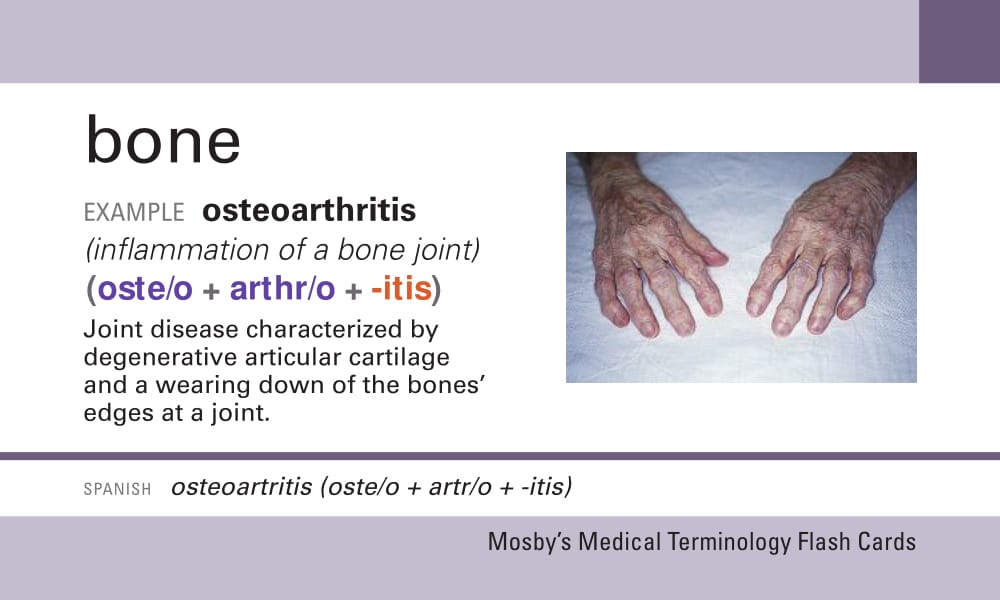 bone
EXAMPLE osteoarthritis
(inflammation of a bone joint)
(oste/o + arthr/o + -itis)
Joint disease characterized by
degenerative articular cartilage
and a wearing down of the bones’
edges at a joint.
SPANISH osteoartritis (oste/o + artr/o + -itis)
Mosby’s Medical Terminology Flash Cards